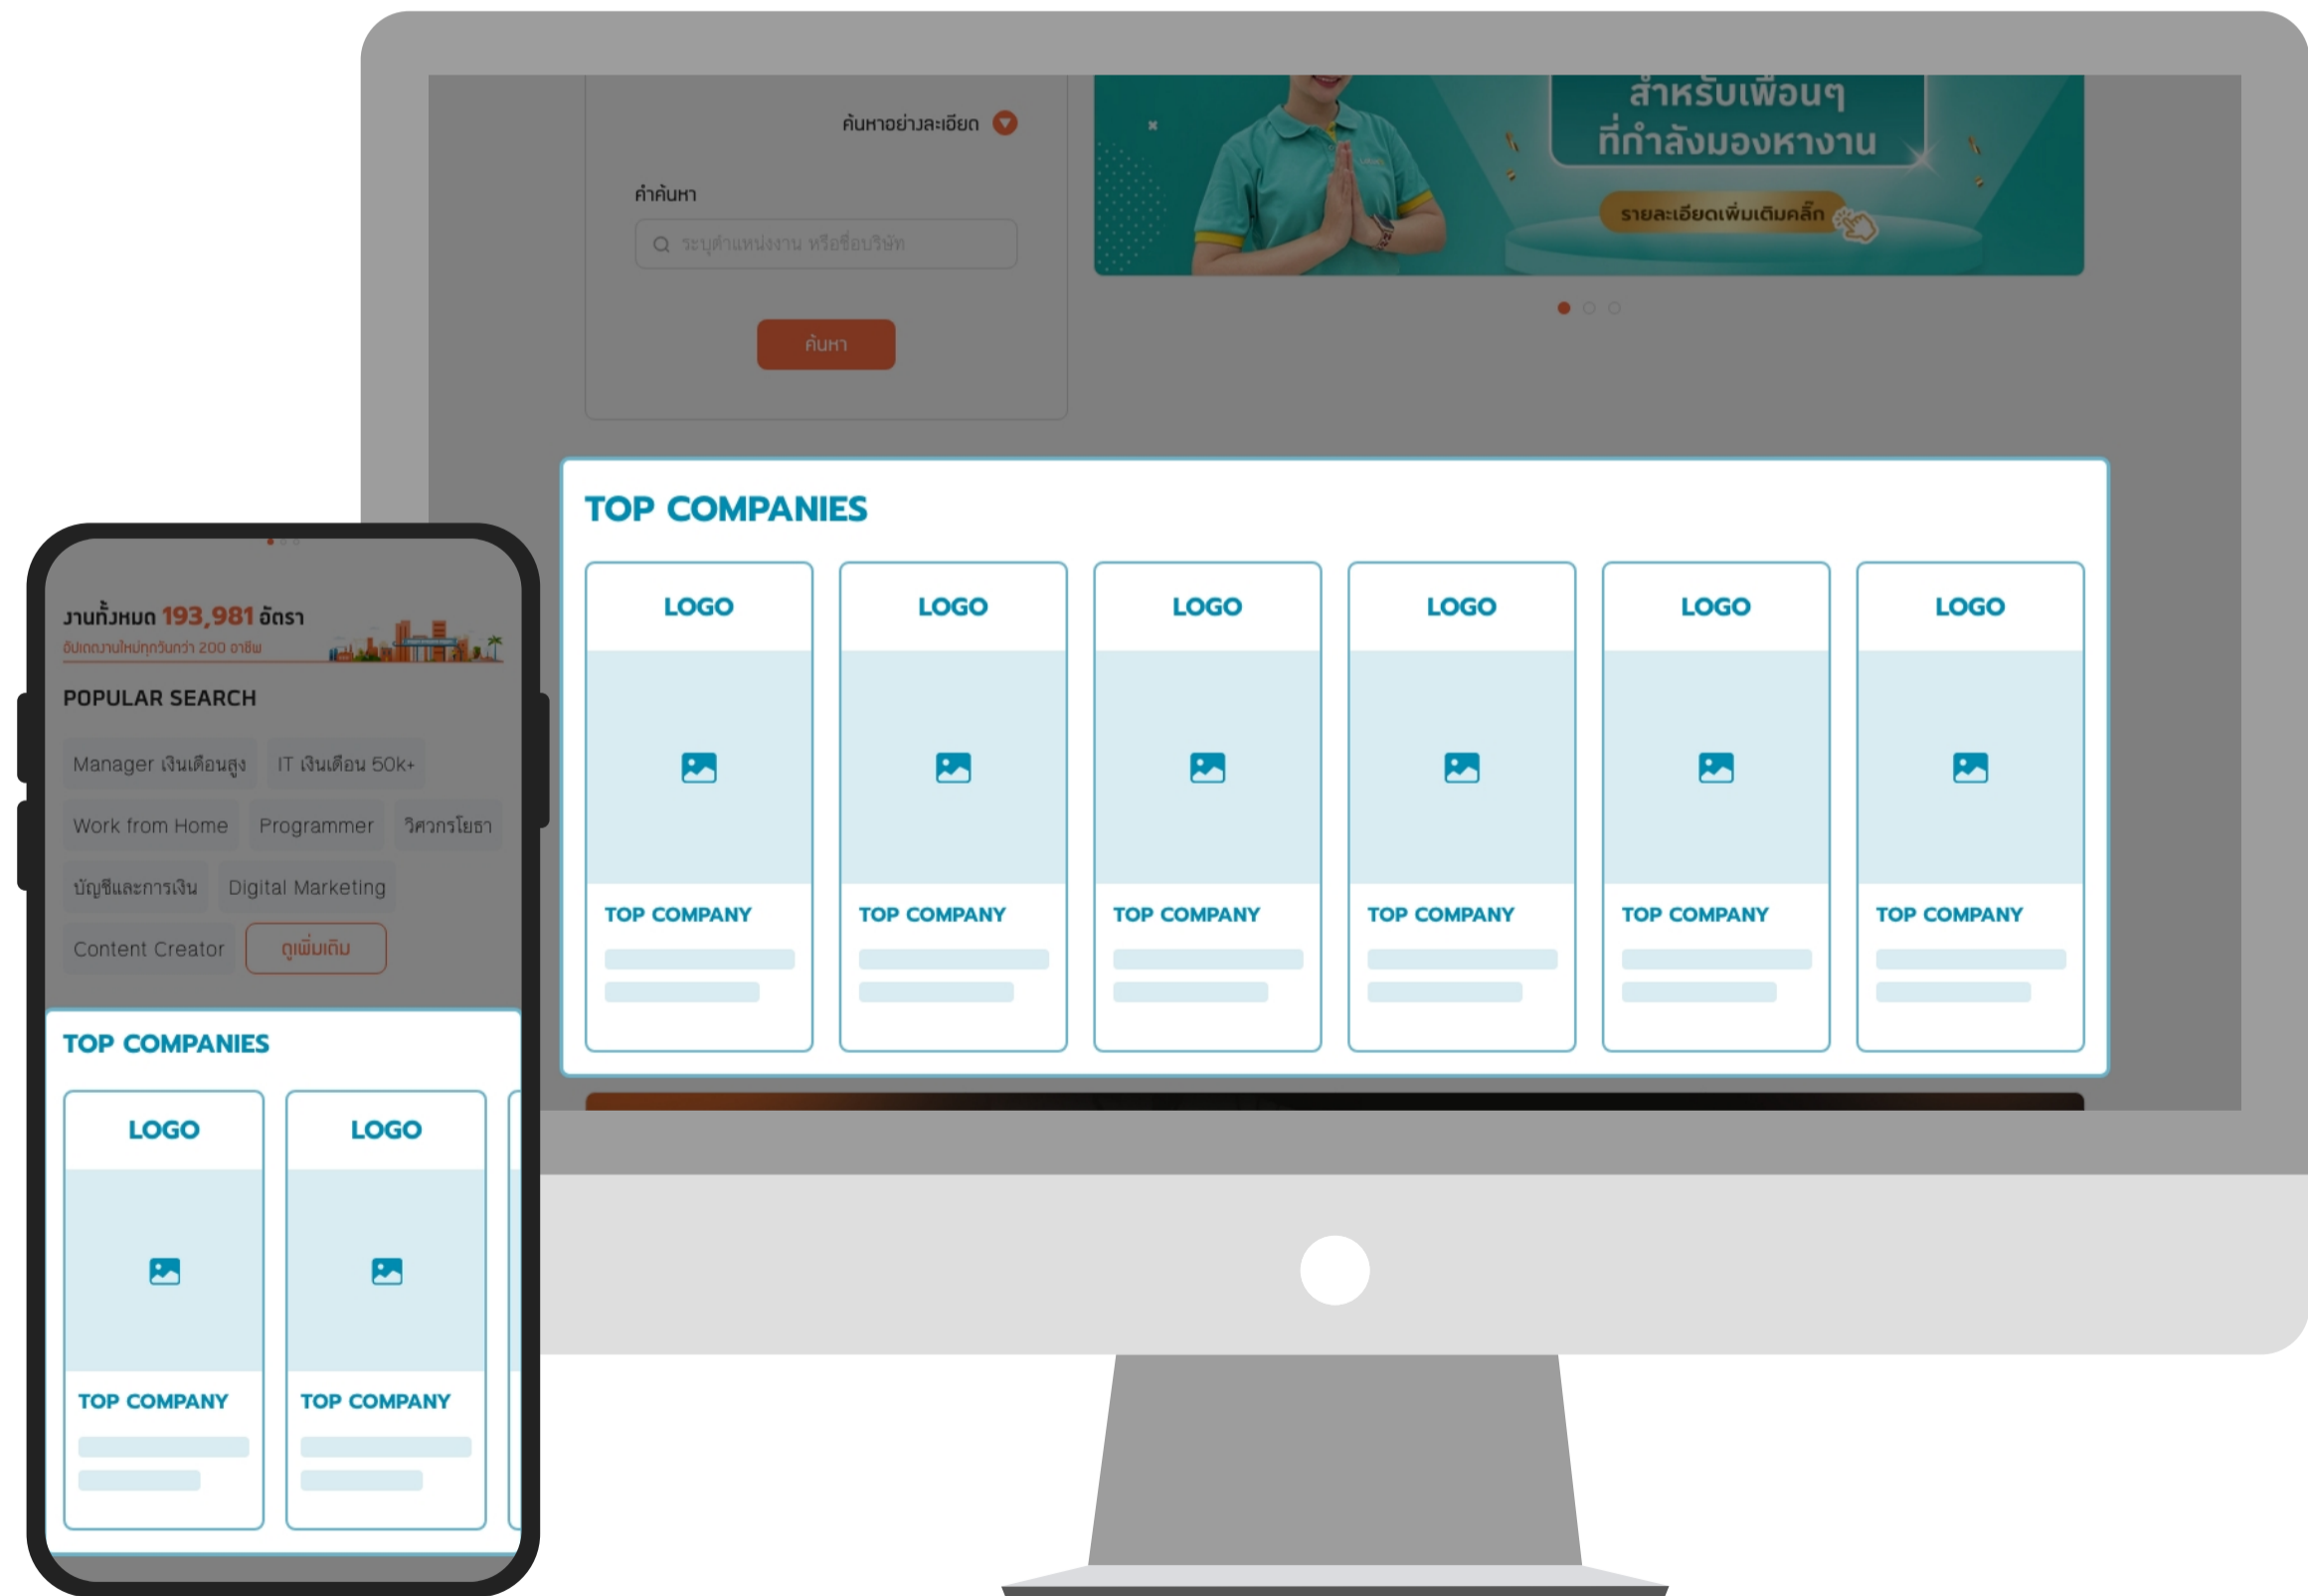 สำหรับเพื่อนๆ
ที่กำลังมองหางาน
รายละเอียดเพิ่มเติมคลิ๊ก
ค้นหาอย่างละเอียด
คำค้นหา
ระบุตำแหน่งงาน หรือชื่อบริษัท
ค้นหา
TOP COMPANIES
LOGO LOGO LOGO LOGO LOGO LOGO
TOP COMPANY TOP COMPANY TOP COMPANY TOP COMPANY TOP COMPANY TOP COMPANY
งานทั้งหมด 193,981 อัตรา
อัปเดตงานใหม่ทุกวันกว่า 200 อาชีพ
POPULAR SEARCH
Manager เงินเดือนสูง IT เงินเดือน 50k+
Work from Home Programmer วิศวกรโยธา
บัญชีและการเงิน Digital Marketing
Content Creator ดูเพิ่มเติม
TOP COMPANIES
LOGO LOGO
TOP COMPANY TOP COMPANY